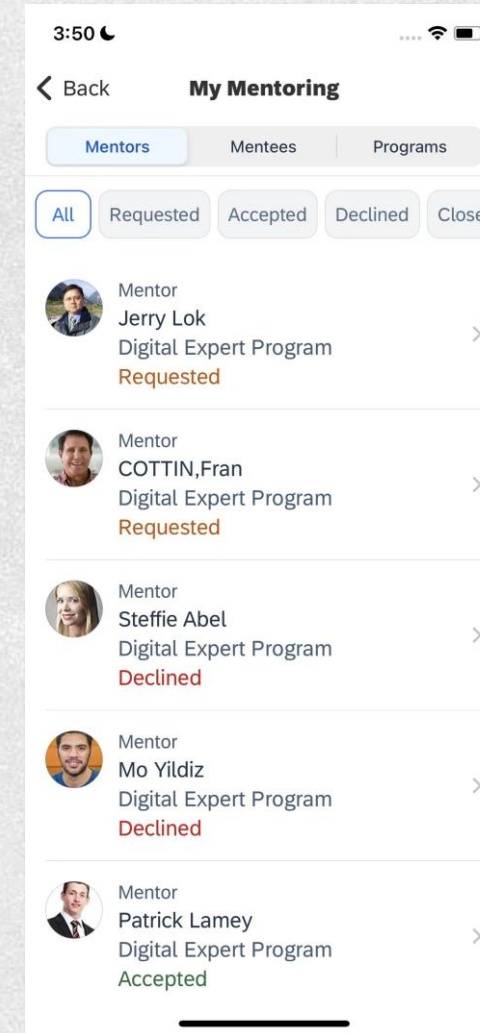 3:50
Back
My Mentoring
Mentors Mentees Programs
All Requested Accepted Declined Close
Mentor
Jerry Lok
Digital Expert Program
Requested
Mentor
COTTIN,Fran
Digital Expert Program
Requested
Mentor
Steffie Abel
Digital Expert Program
Declined
Mentor
Mo Yildiz
Digital Expert Program
Declined
Mentor
Patrick Lamey
Digital Expert Program
Accepted